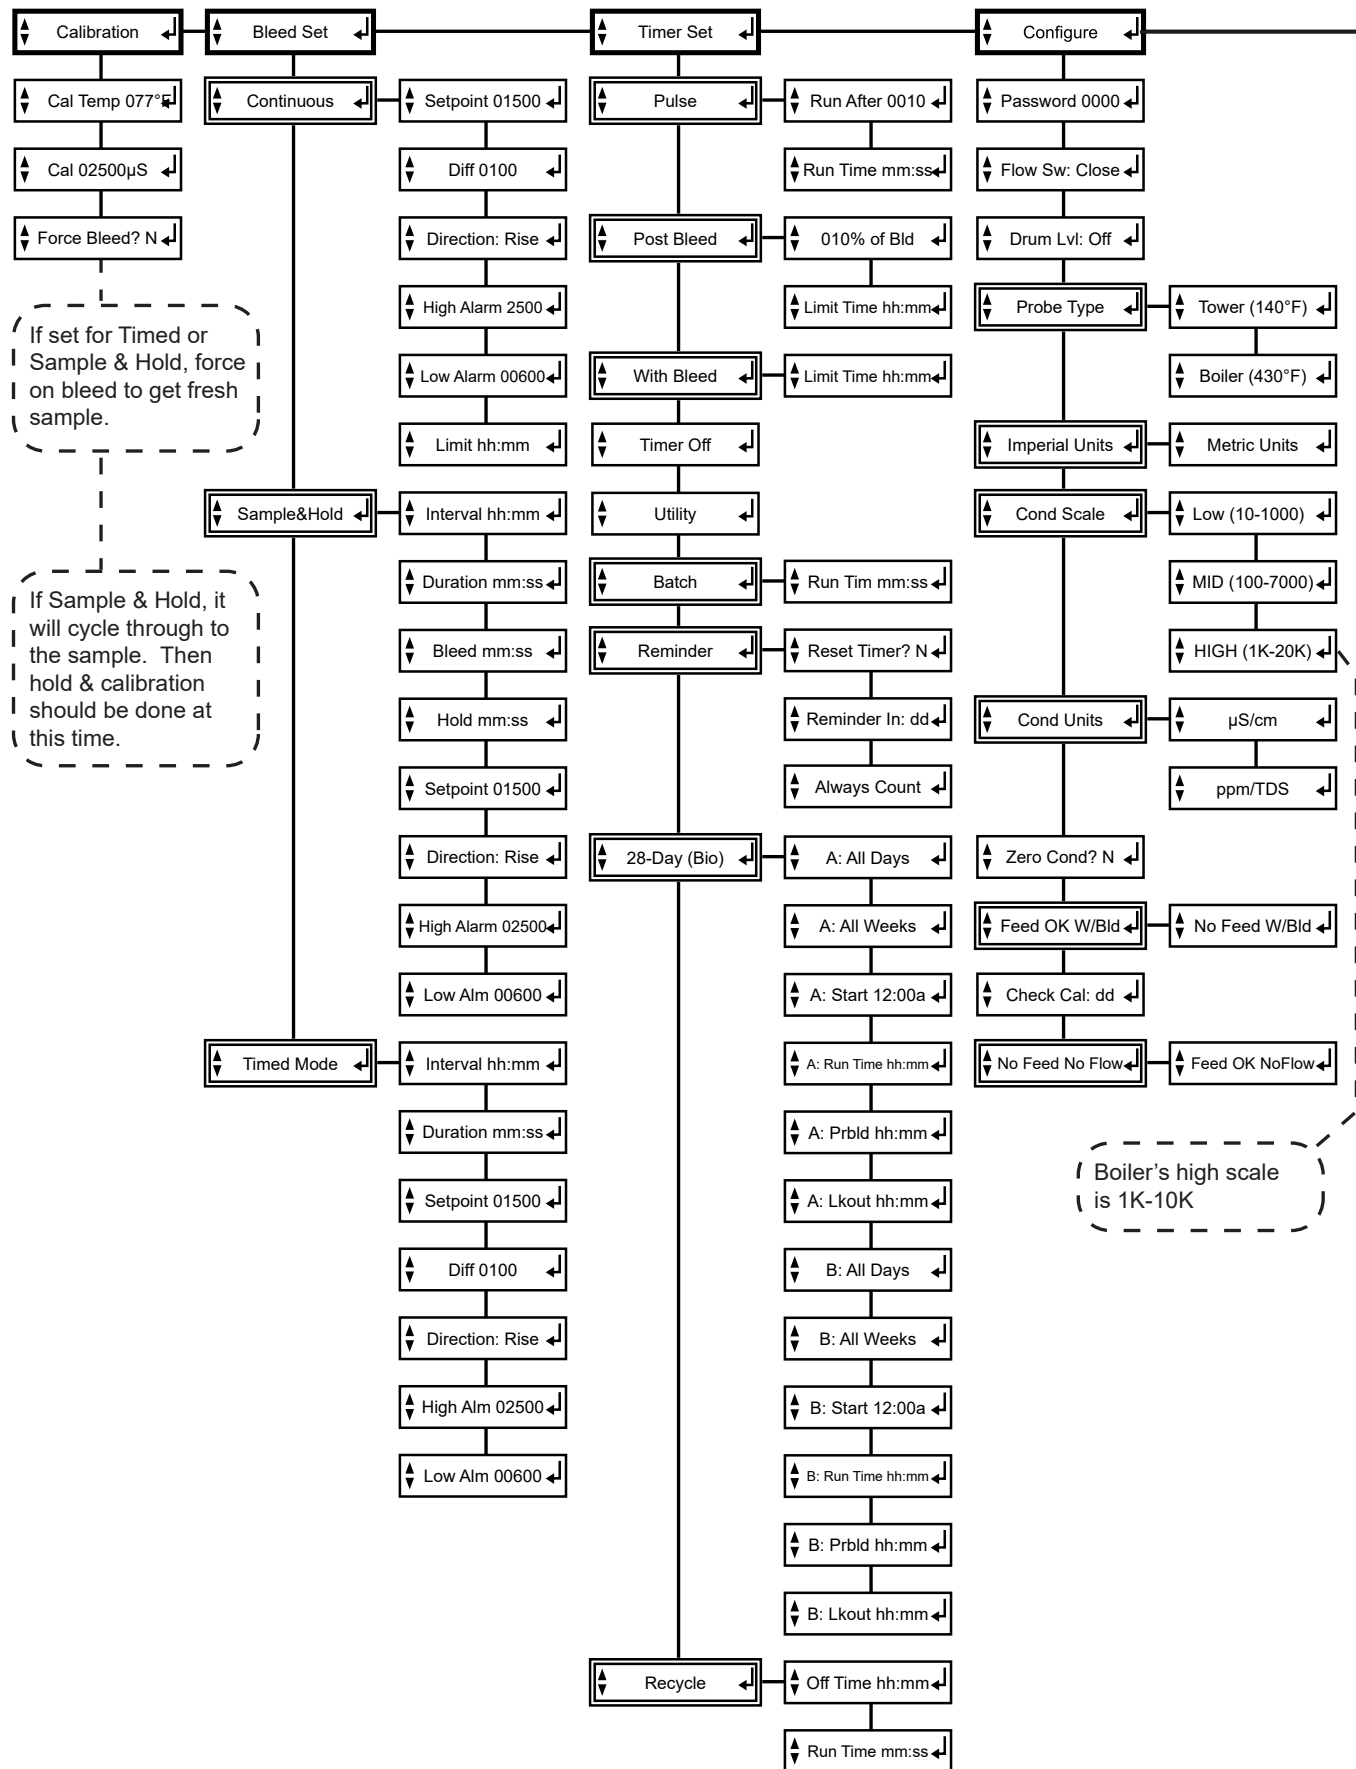 Calibration
Cal Temp 077°F
Cal 02500µS
Force Bleed? N
If set for Timed or
Sample & Hold, force
on bleed to get fresh
sample.
If Sample & Hold, it
will cycle through to
the sample. Then
hold & calibration
should be done at
this time.
Bleed Set
Continuous
Setpoint 01500
Diff 0100
Direction: Rise
High Alarm 2500
Low Alarm 00600
Limit hh:mm
Sample&Hold
Interval hh:mm
Duration mm:ss
Bleed mm:ss
Hold mm:ss
Setpoint 01500
Direction: Rise
High Alarm 02500
Low Alm 00600
Timed Mode
Interval hh:mm
Duration mm:ss
Setpoint 01500
Diff 0100
Direction: Rise
High Alm 02500
Low Alm 00600
Timer Set
Pulse
Run After 0010
Run Time mm:ss
Post Bleed
010% of Bld
Limit Time hh:mm
With Bleed
Limit Time hh:mm
Timer Off
Utility
Batch
Run Tim mm:ss
Reminder
Reset Timer? N
Reminder In: dd
Always Count
28-Day (Bio)
A: All Days
A: All Weeks
A: Start 12:00a
A: Run Time hh:mm
A: Prbld hh:mm
A: Lkout hh:mm
B: All Days
B: All Weeks
B: Start 12:00a
B: Run Time hh:mm
B: Prbld hh:mm
B: Lkout hh:mm
Recycle
Off Time hh:mm
Run Time mm:ss
Configure
Password 0000
Flow Sw: Close
Drum Lvl: Off
Probe Type
Tower (140°F)
Boiler (430°F)
Imperial Units
Metric Units
Cond Scale
Low (10-1000)
MID (100-7000)
HIGH (1K-20K)
Cond Units
µS/cm
ppm/TDS
Zero Cond? N
Feed OK W/Bld
No Feed W/Bld
Check Cal: dd
No Feed No Flow
Feed OK NoFlow
Boiler's high scale
is 1K-10K